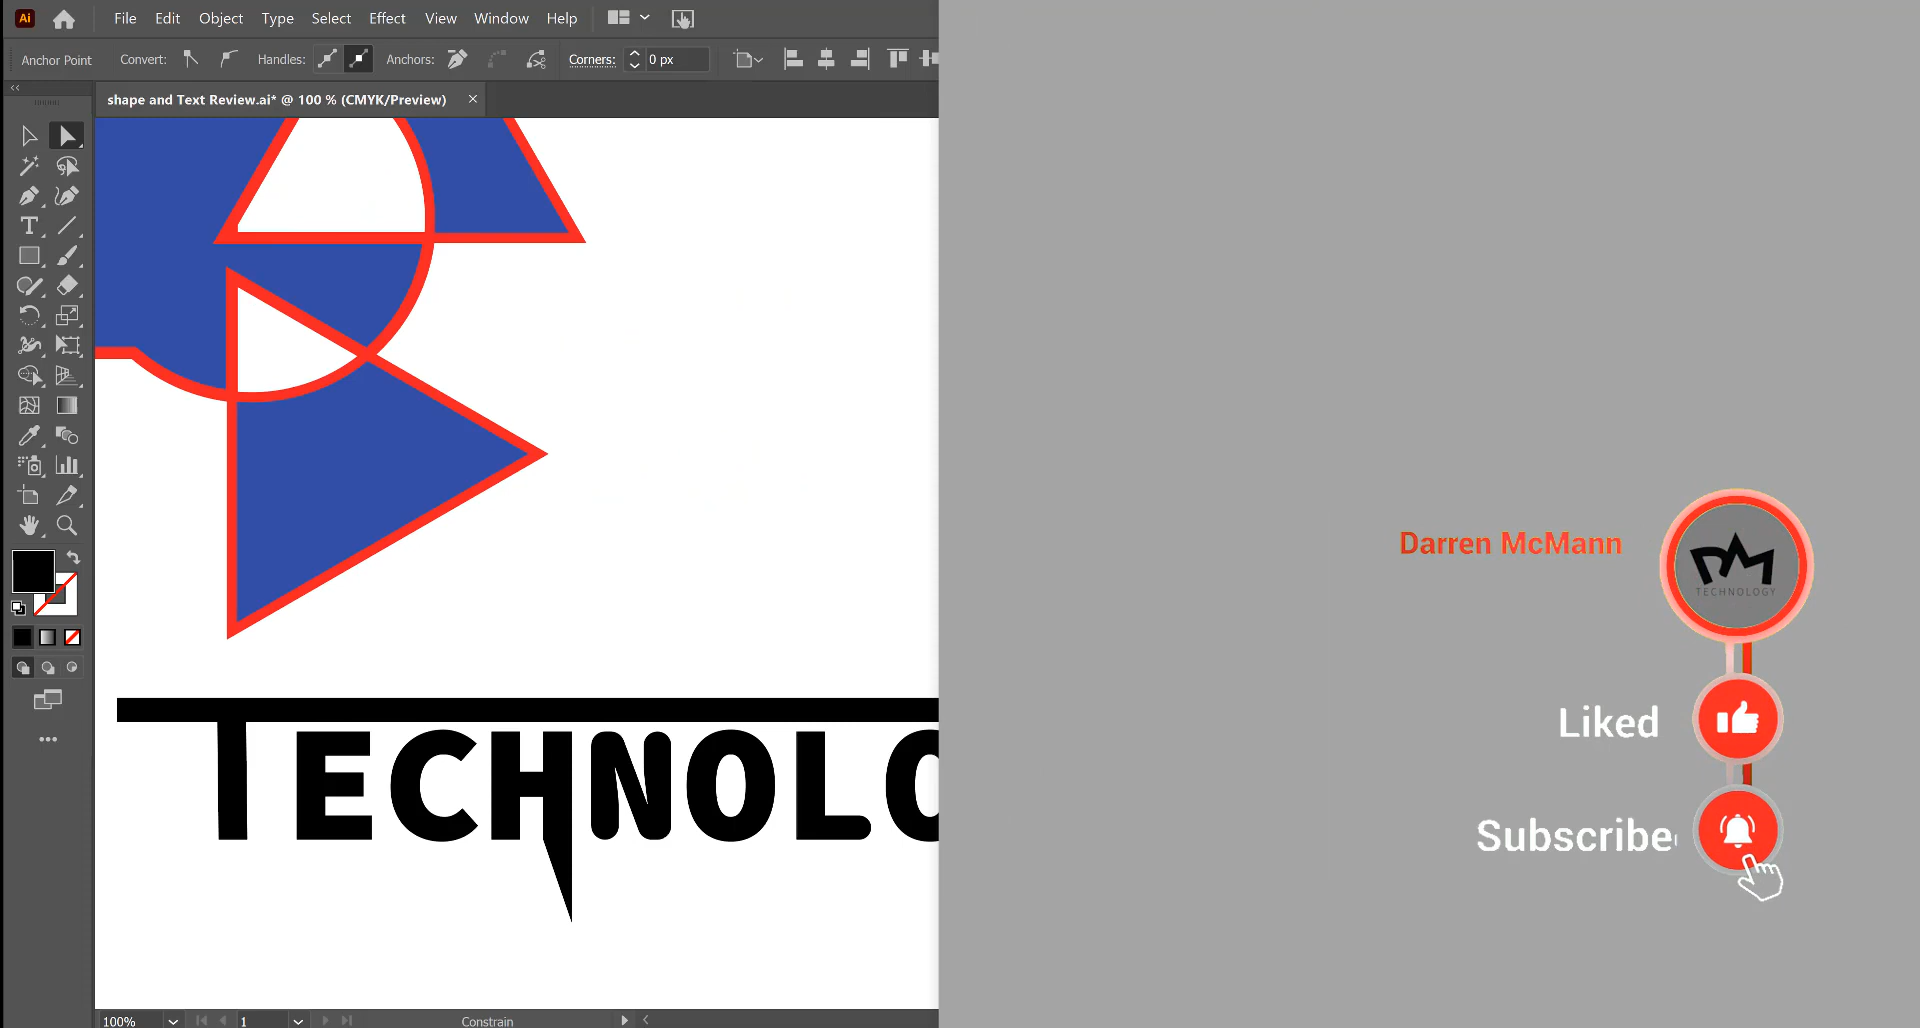 Ai File Edit Object Type Select Effect View Window Help
Anchor Point Convert: Handles: Anchors: Corners: 0 px
shape and Text Review.ai* @ 100 % (CMYK/Preview) ×
Darren McMann
TECHNOLOGY
Liked
TECHNOLO
Subscribe
100% 1 Constrain